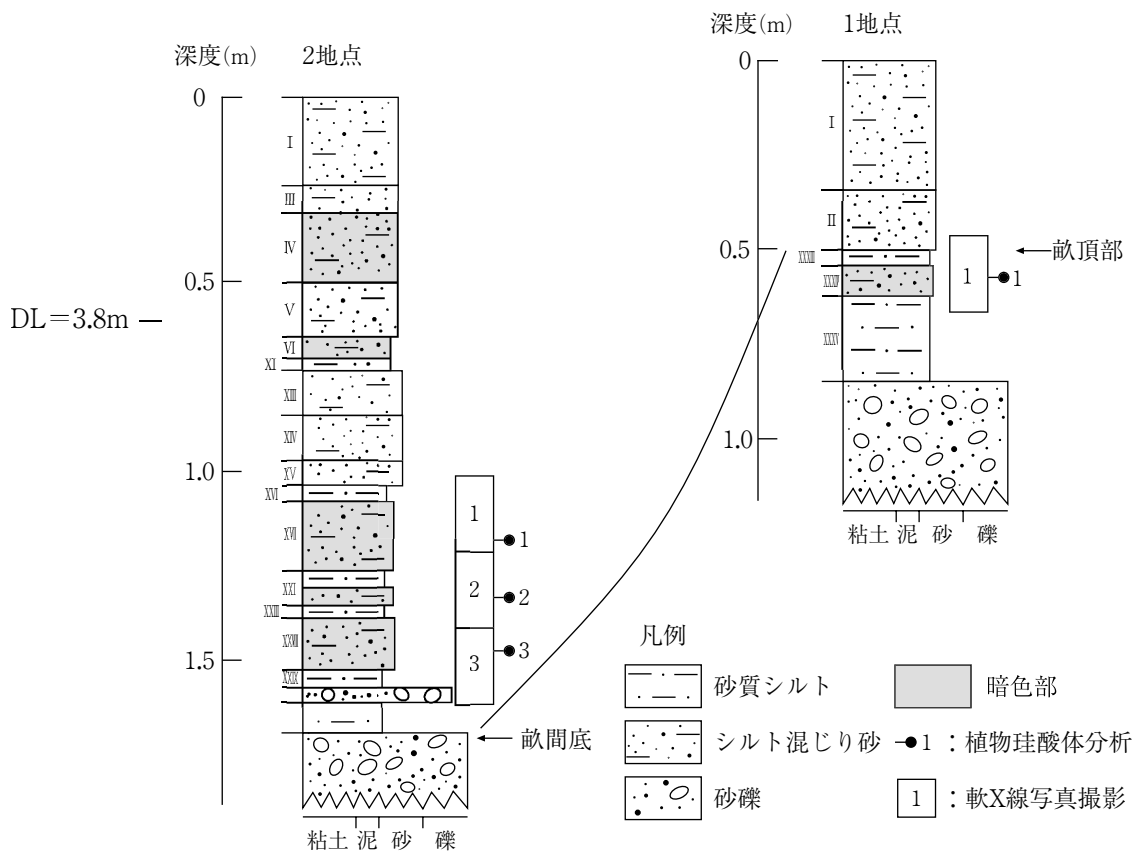 深度(m) 2地点
0
0.5
DL＝3.8m
1.0
1.5
I
III
IV
V
VI
XI
XIII
XIV
XV
XVI
XXI
XXIII
XXIX
1
2
3
1
2
3
畝間底
粘土 泥 砂 礫
深度(m) 1地点
0
0.5
1.0
I
II
XXXIII
XXXIV
XXXV
1
1
畝頂部
粘土 泥 砂 礫
凡例
砂質シルト
シルト混じり砂
砂礫
暗色部
1：植物珪酸体分析
1：軟X線写真撮影